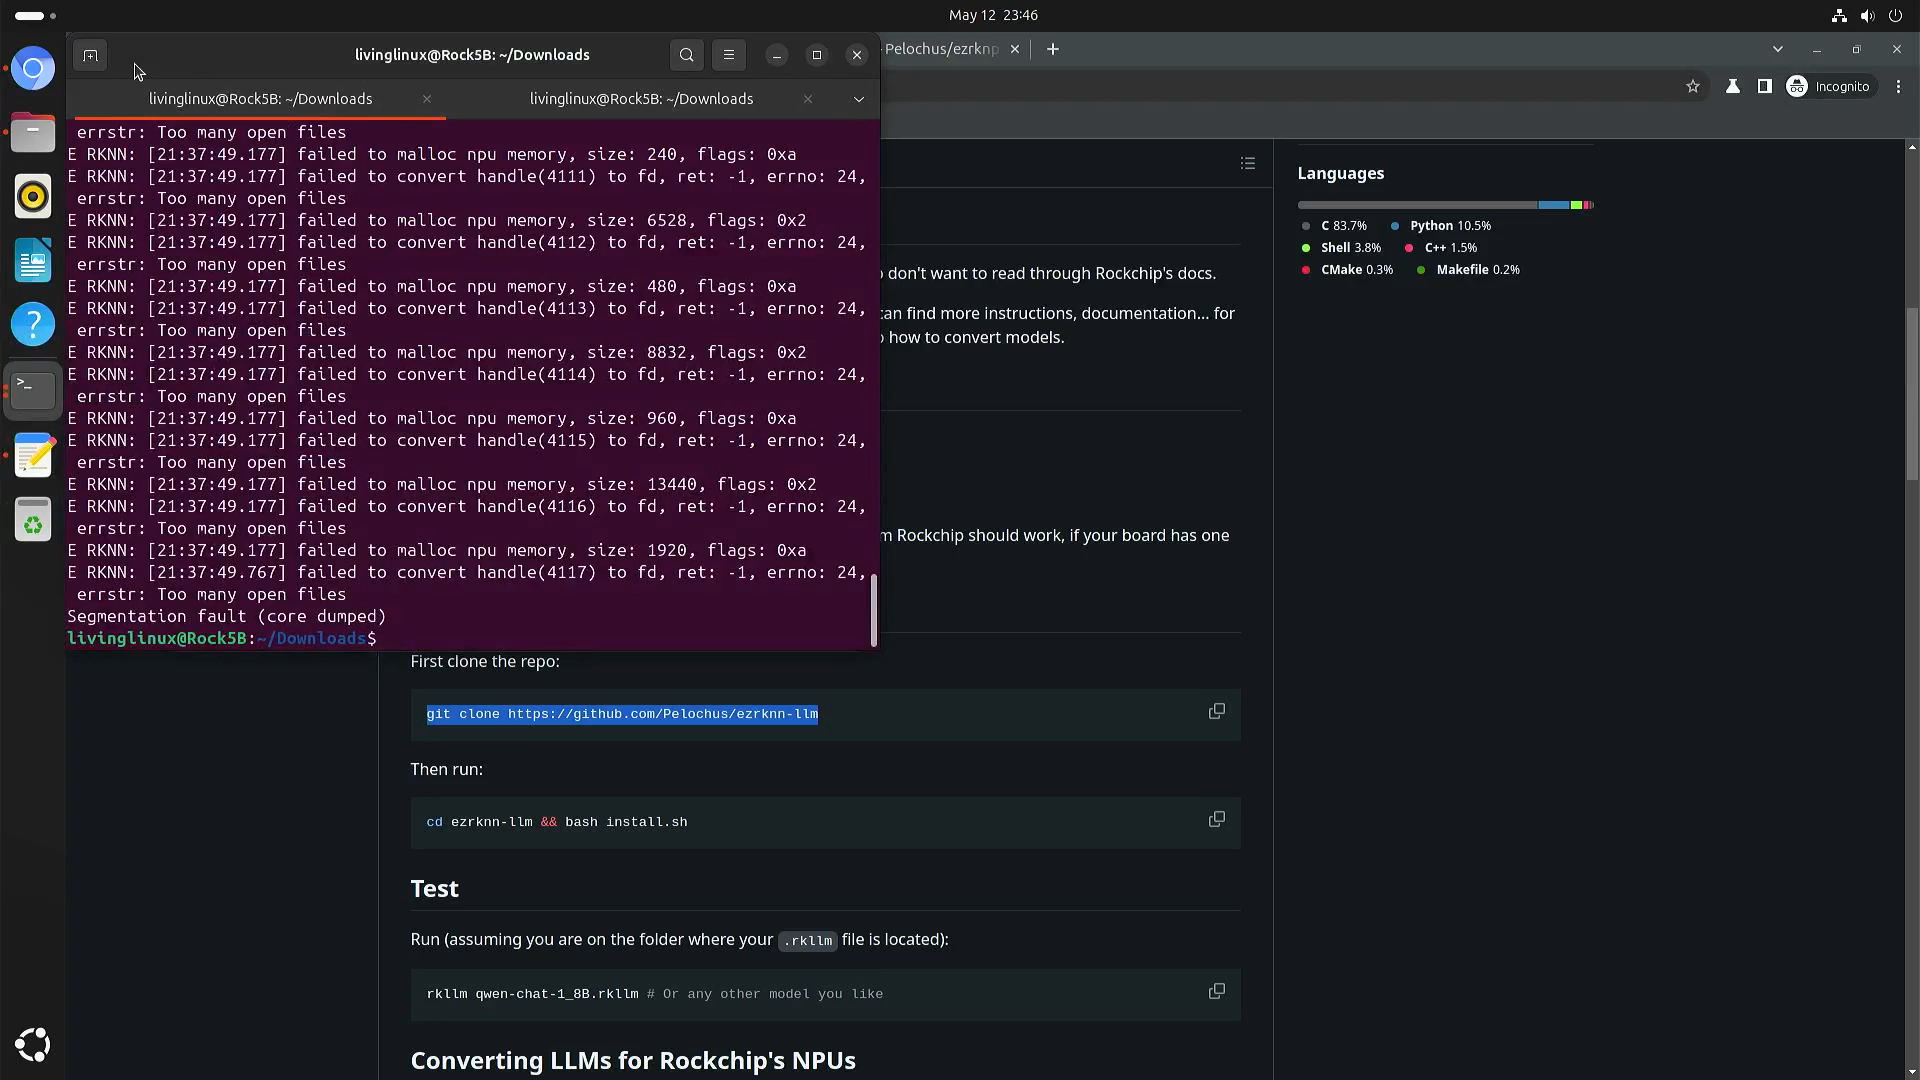 May 12 23:46
livinglinux@Rock5B: ~/Downloads
livinglinux@Rock5B: ~/Downloads
livinglinux@Rock5B: ~/Downloads
errstr: Too many open files
E RKNN: [21:37:49.177] failed to malloc npu memory, size: 240, flags: 0xa
E RKNN: [21:37:49.177] failed to convert handle(4111) to fd, ret: -1, errno: 24,
errstr: Too many open files
E RKNN: [21:37:49.177] failed to malloc npu memory, size: 6528, flags: 0x2
E RKNN: [21:37:49.177] failed to convert handle(4112) to fd, ret: -1, errno: 24,
errstr: Too many open files
E RKNN: [21:37:49.177] failed to malloc npu memory, size: 480, flags: 0xa
E RKNN: [21:37:49.177] failed to convert handle(4113) to fd, ret: -1, errno: 24,
errstr: Too many open files
E RKNN: [21:37:49.177] failed to malloc npu memory, size: 8832, flags: 0x2
E RKNN: [21:37:49.177] failed to convert handle(4114) to fd, ret: -1, errno: 24,
errstr: Too many open files
E RKNN: [21:37:49.177] failed to malloc npu memory, size: 960, flags: 0xa
E RKNN: [21:37:49.177] failed to convert handle(4115) to fd, ret: -1, errno: 24,
errstr: Too many open files
E RKNN: [21:37:49.177] failed to malloc npu memory, size: 13440, flags: 0x2
E RKNN: [21:37:49.177] failed to convert handle(4116) to fd, ret: -1, errno: 24,
errstr: Too many open files
E RKNN: [21:37:49.177] failed to malloc npu memory, size: 1920, flags: 0xa
E RKNN: [21:37:49.767] failed to convert handle(4117) to fd, ret: -1, errno: 24,
errstr: Too many open files
Segmentation fault (core dumped)
livinglinux@Rock5B:~/Downloads$
Pelochus/ezrknp
Incognito
don't want to read through Rockchip's docs.
can find more instructions, documentation... for
how to convert models.
Rockchip should work, if your board has one
First clone the repo:
git clone https://github.com/Pelochus/ezrknn-llm
Then run:
cd ezrknn-llm && bash install.sh
Test
Run (assuming you are on the folder where your .rkllm file is located):
rkllm qwen-chat-1_8B.rkllm # Or any other model you like
Converting LLMs for Rockchip's NPUs
Languages
C 83.7% Python 10.5%
Shell 3.8% C++ 1.5%
CMake 0.3% Makefile 0.2%